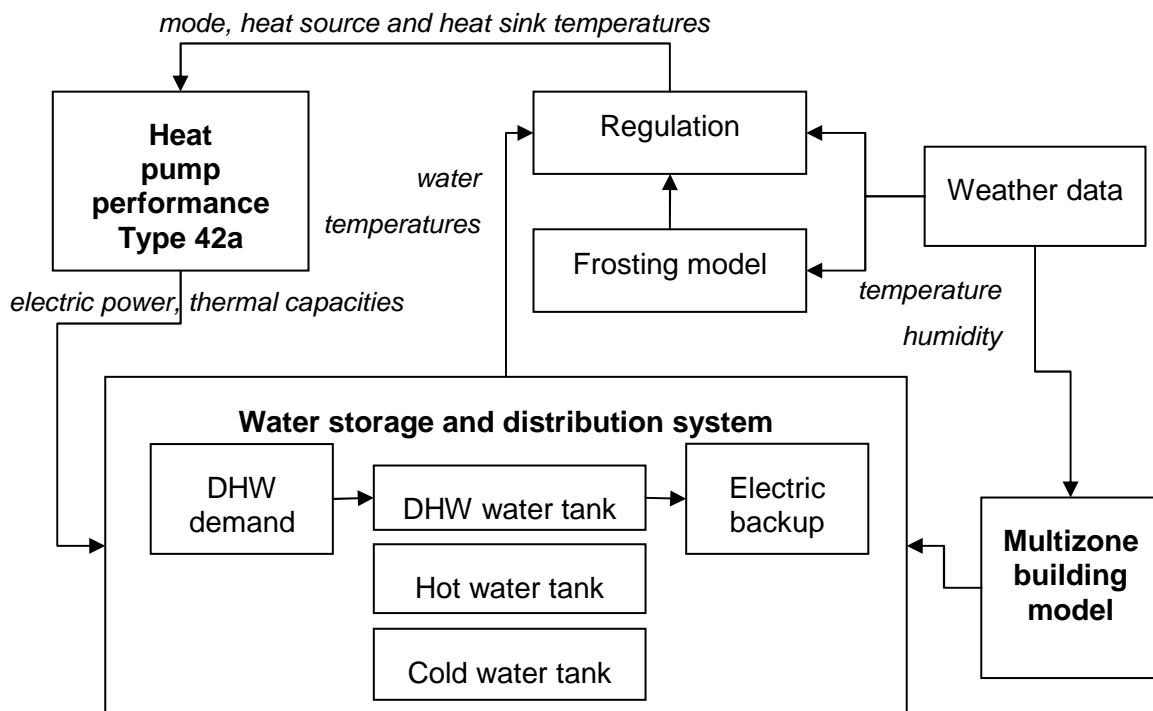 mode, heat source and heat sink temperatures
Heat
pump
performance
Type 42a
Regulation
water
temperatures
Weather data
Frosting model
electric power, thermal capacities
temperature
humidity
Water storage and distribution system
DHW
demand
DHW water tank
Electric
backup
Hot water tank
Cold water tank
Multizone
building
model